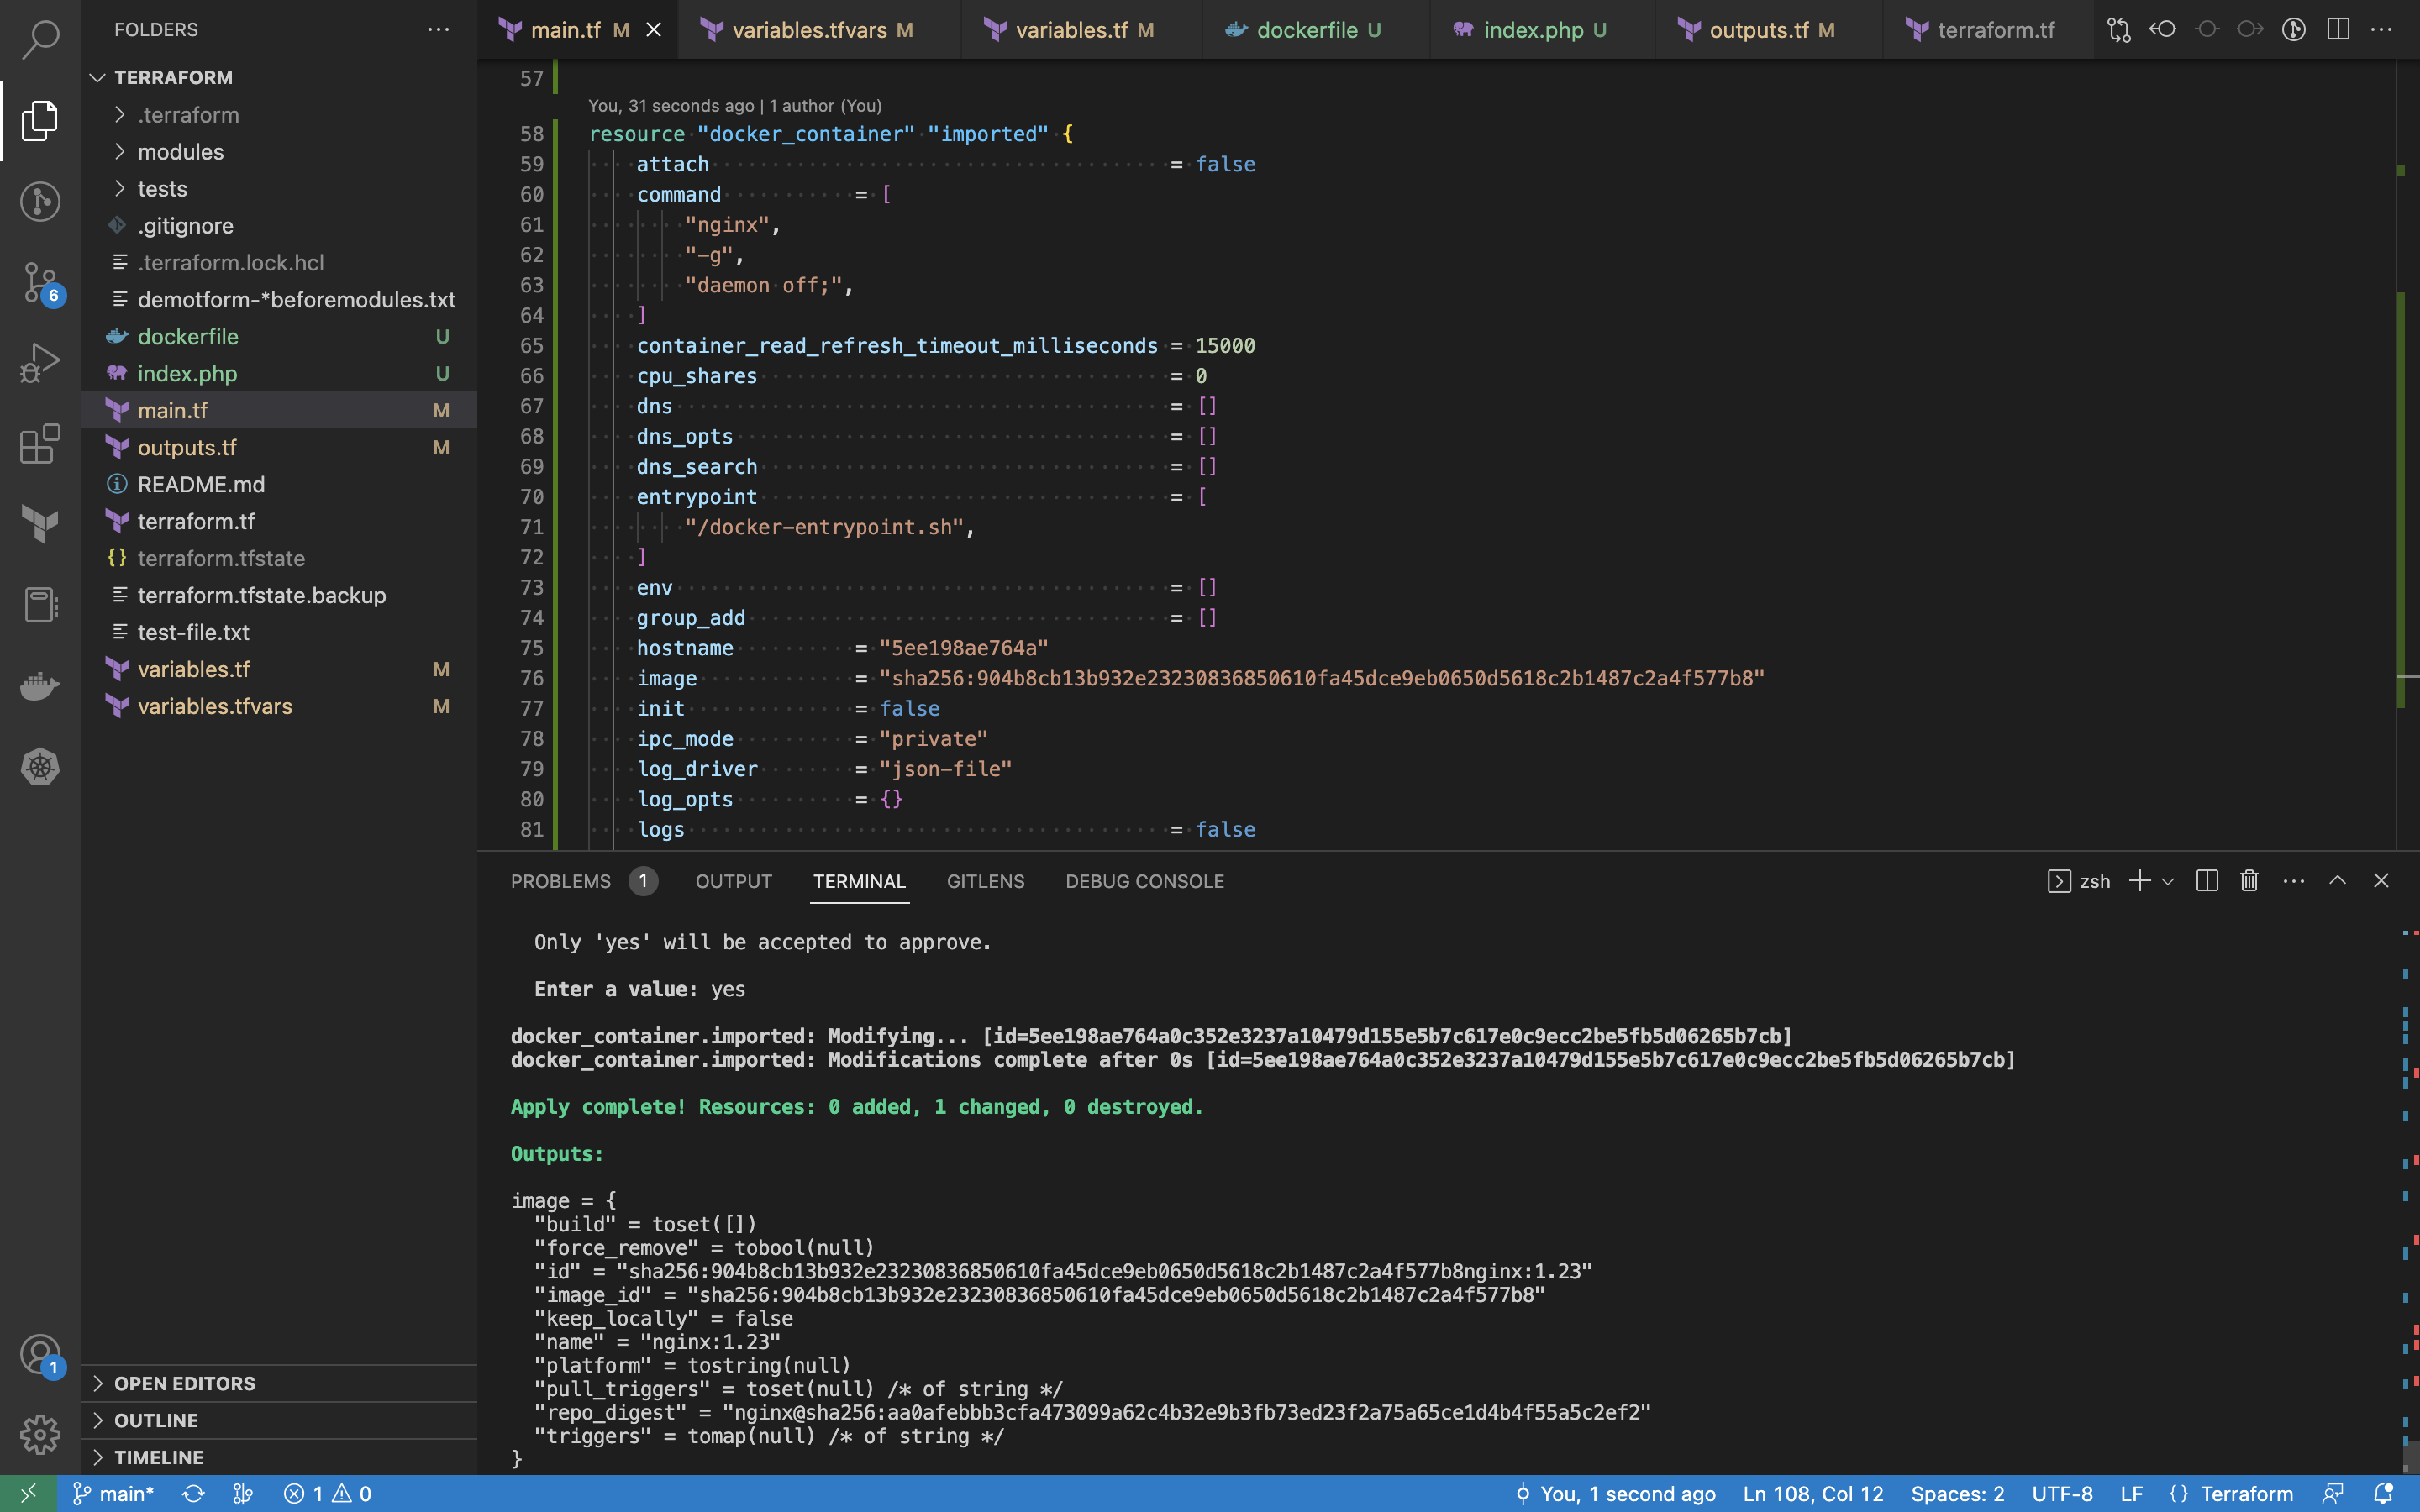 FOLDERS
main.tf M
variables.tfvars M
variables.tf M
dockerfile U
index.php U
outputs.tf M
terraform.tf
TERRAFORM
.terraform
modules
tests
.gitignore
.terraform.lock.hcl
demotform-*beforemodules.txt
dockerfile U
index.php U
main.tf M
outputs.tf M
README.md
terraform.tf
terraform.tfstate
terraform.tfstate.backup
test-file.txt
variables.tf M
variables.tfvars M
OPEN EDITORS
OUTLINE
TIMELINE
6
1
57
You, 31 seconds ago | 1 author (You)
58 resource "docker_container" "imported" {
59 attach = false
60 command = [
61 "nginx",
62 "-g",
63 "daemon off;",
64 ]
65 container_read_refresh_timeout_milliseconds = 15000
66 cpu_shares = 0
67 dns = []
68 dns_opts = []
69 dns_search = []
70 entrypoint = [
71 "/docker-entrypoint.sh",
72 ]
73 env = []
74 group_add = []
75 hostname = "5ee198ae764a"
76 image = "sha256:904b8cb13b932e23230836850610fa45dce9eb0650d5618c2b1487c2a4f577b8"
77 init = false
78 ipc_mode = "private"
79 log_driver = "json-file"
80 log_opts = {}
81 logs = false
PROBLEMS 1 OUTPUT TERMINAL GITLENS DEBUG CONSOLE
zsh
Only 'yes' will be accepted to approve.
Enter a value: yes
docker_container.imported: Modifying... [id=5ee198ae764a0c352e3237a10479d155e5b7c617e0c9ecc2be5fb5d06265b7cb]
docker_container.imported: Modifications complete after 0s [id=5ee198ae764a0c352e3237a10479d155e5b7c617e0c9ecc2be5fb5d06265b7cb]
Apply complete! Resources: 0 added, 1 changed, 0 destroyed.
Outputs:
image = {
"build" = toset([])
"force_remove" = tobool(null)
"id" = "sha256:904b8cb13b932e23230836850610fa45dce9eb0650d5618c2b1487c2a4f577b8nginx:1.23"
"image_id" = "sha256:904b8cb13b932e23230836850610fa45dce9eb0650d5618c2b1487c2a4f577b8"
"keep_locally" = false
"name" = "nginx:1.23"
"platform" = tostring(null)
"pull_triggers" = toset(null) /* of string */
"repo_digest" = "nginx@sha256:aa0afebbb3cfa473099a62c4b32e9b3fb73ed23f2a75a65ce1d4b4f55a5c2ef2"
"triggers" = tomap(null) /* of string */
}
main* 1 0
You, 1 second ago Ln 108, Col 12 Spaces: 2 UTF-8 LF {} Terraform